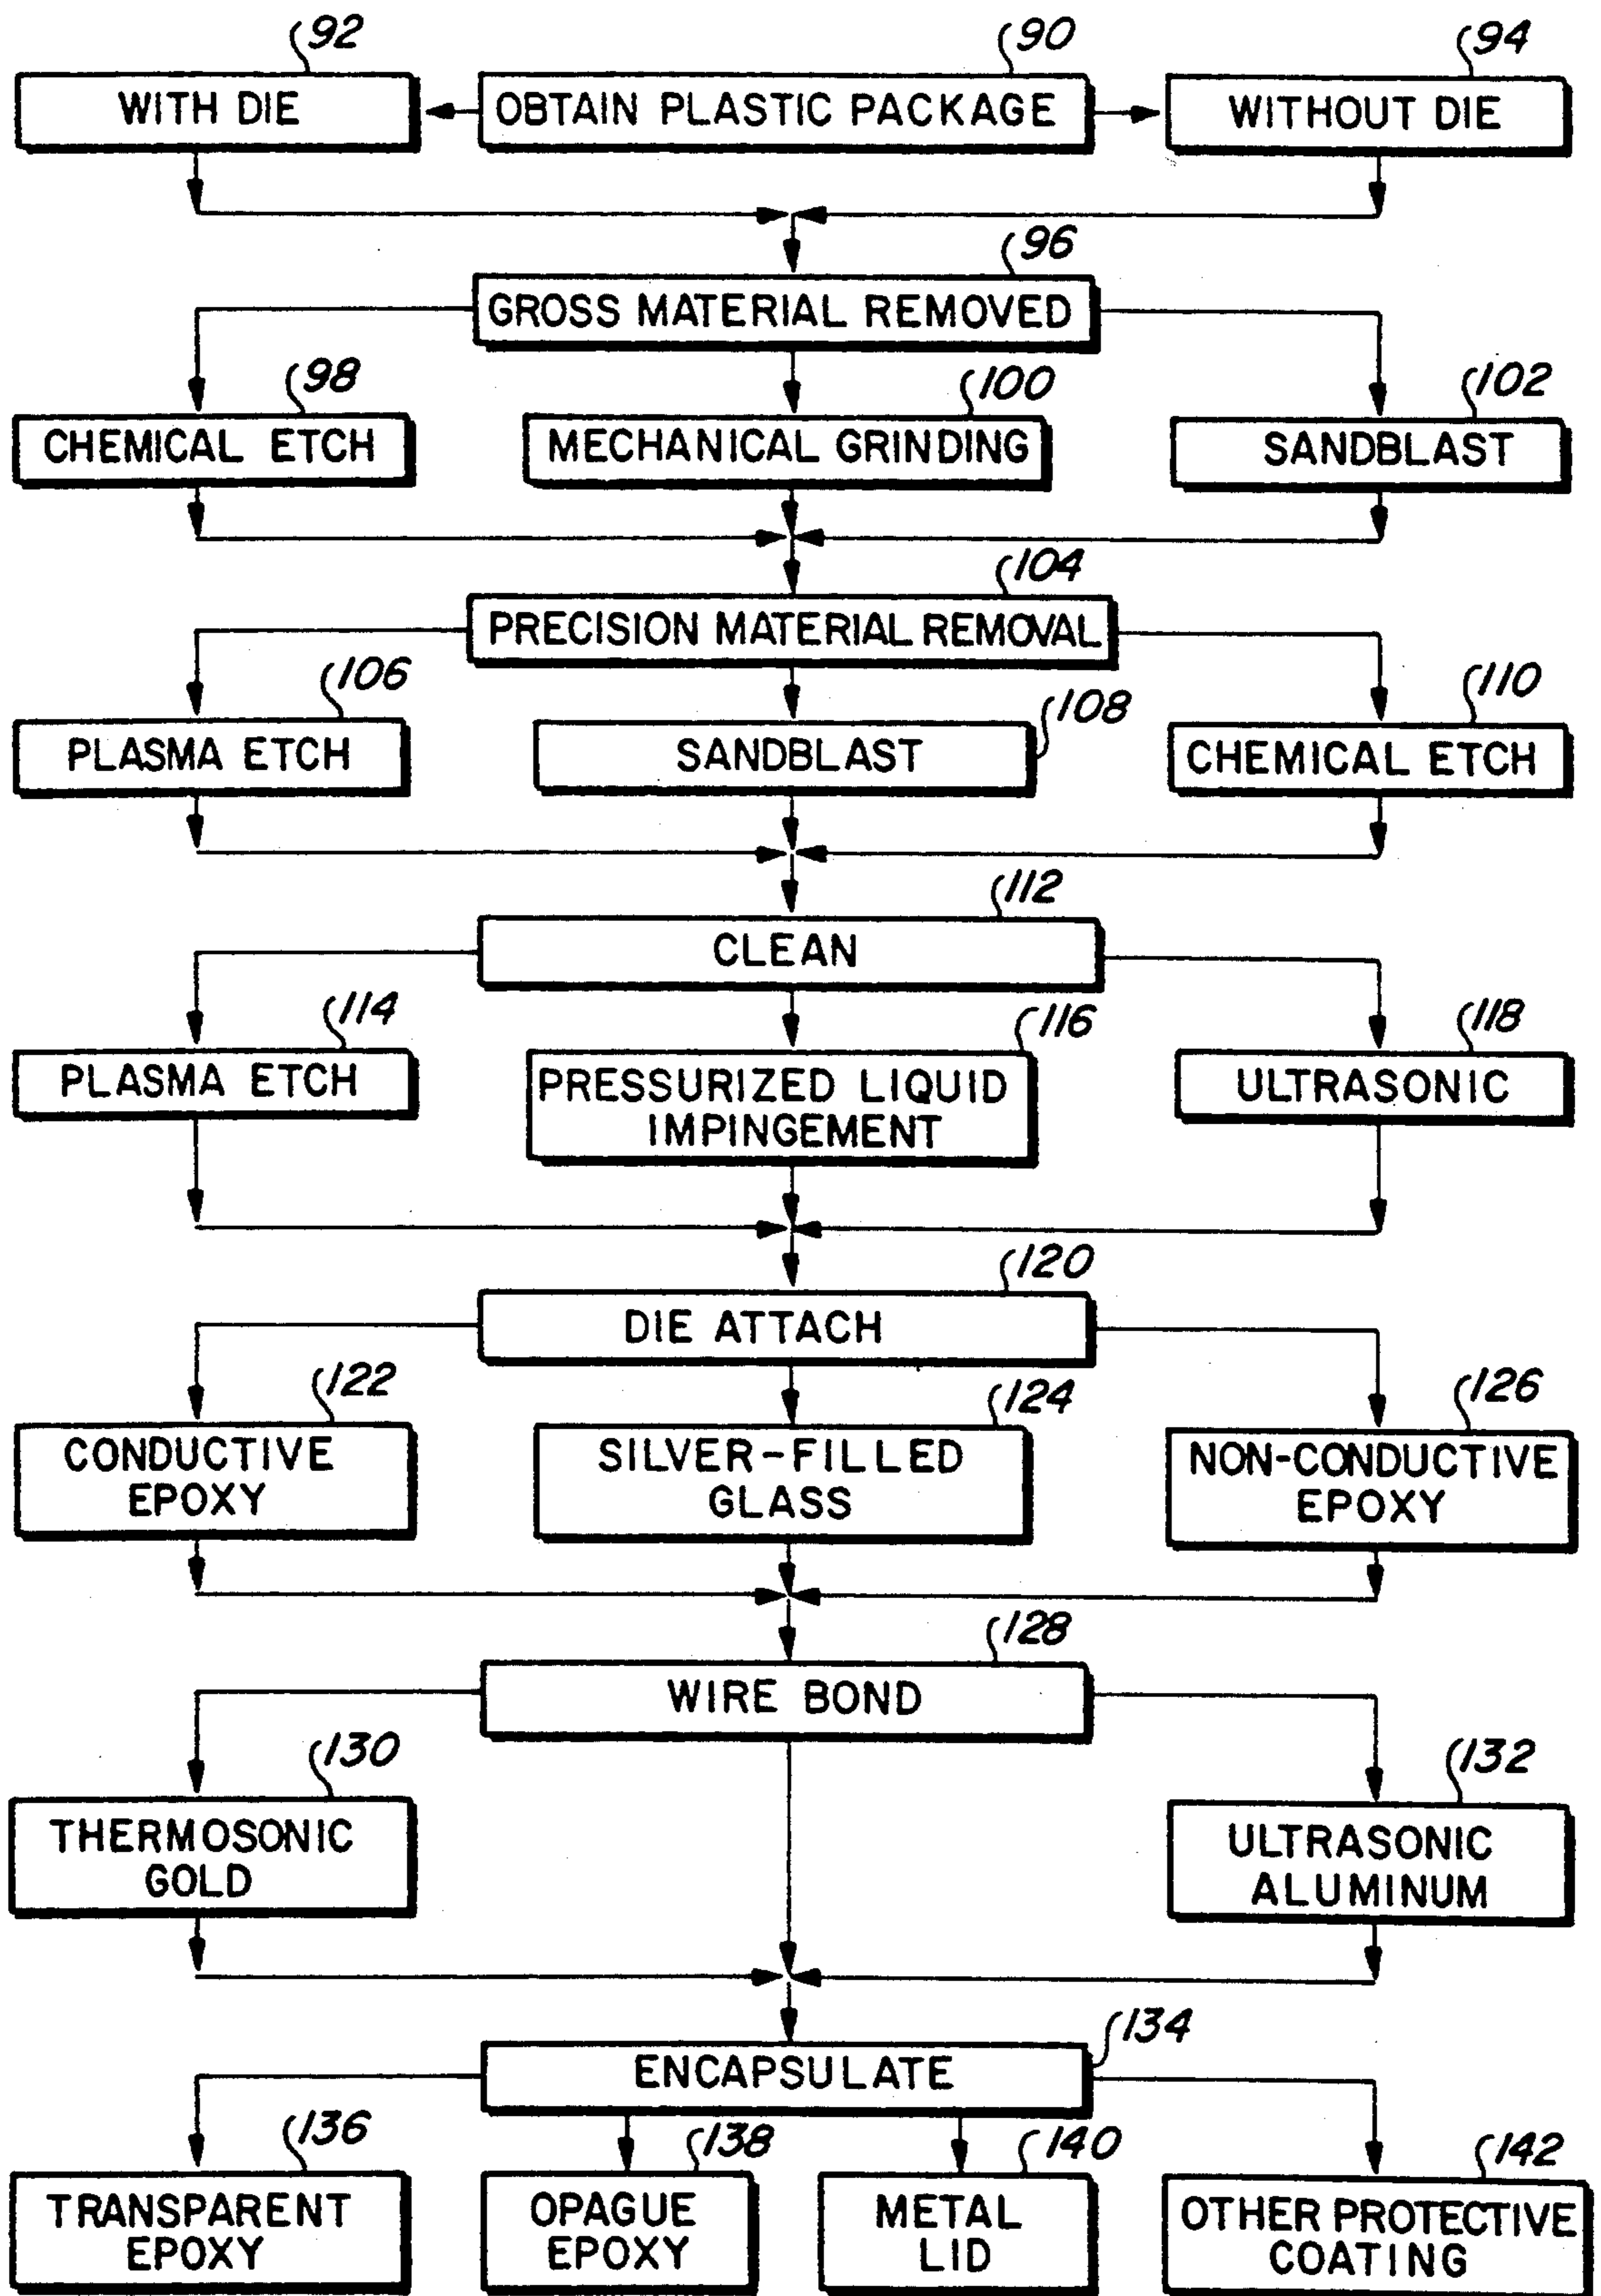 92
90
94
WITH DIE
OBTAIN PLASTIC PACKAGE
WITHOUT DIE
96
GROSS MATERIAL REMOVED
98
100
102
CHEMICAL ETCH
MECHANICAL GRINDING
SANDBLAST
104
PRECISION MATERIAL REMOVAL
106
108
110
PLASMA ETCH
SANDBLAST
CHEMICAL ETCH
112
CLEAN
114
116
118
PLASMA ETCH
PRESSURIZED LIQUID
IMPINGEMENT
ULTRASONIC
120
DIE ATTACH
122
124
126
CONDUCTIVE
EPOXY
SILVER-FILLED
GLASS
NON-CONDUCTIVE
EPOXY
128
WIRE BOND
130
132
THERMOSONIC
GOLD
ULTRASONIC
ALUMINUM
134
ENCAPSULATE
136
138
140
142
TRANSPARENT
EPOXY
OPAGUE
EPOXY
METAL
LID
OTHER PROTECTIVE
COATING